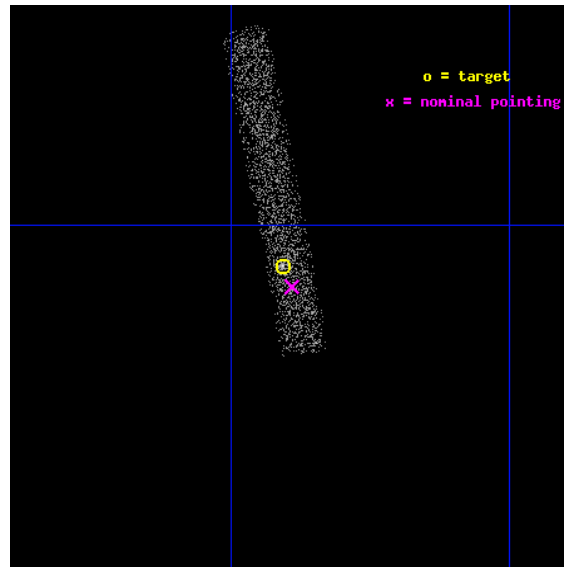 o = target
x = nominal pointing